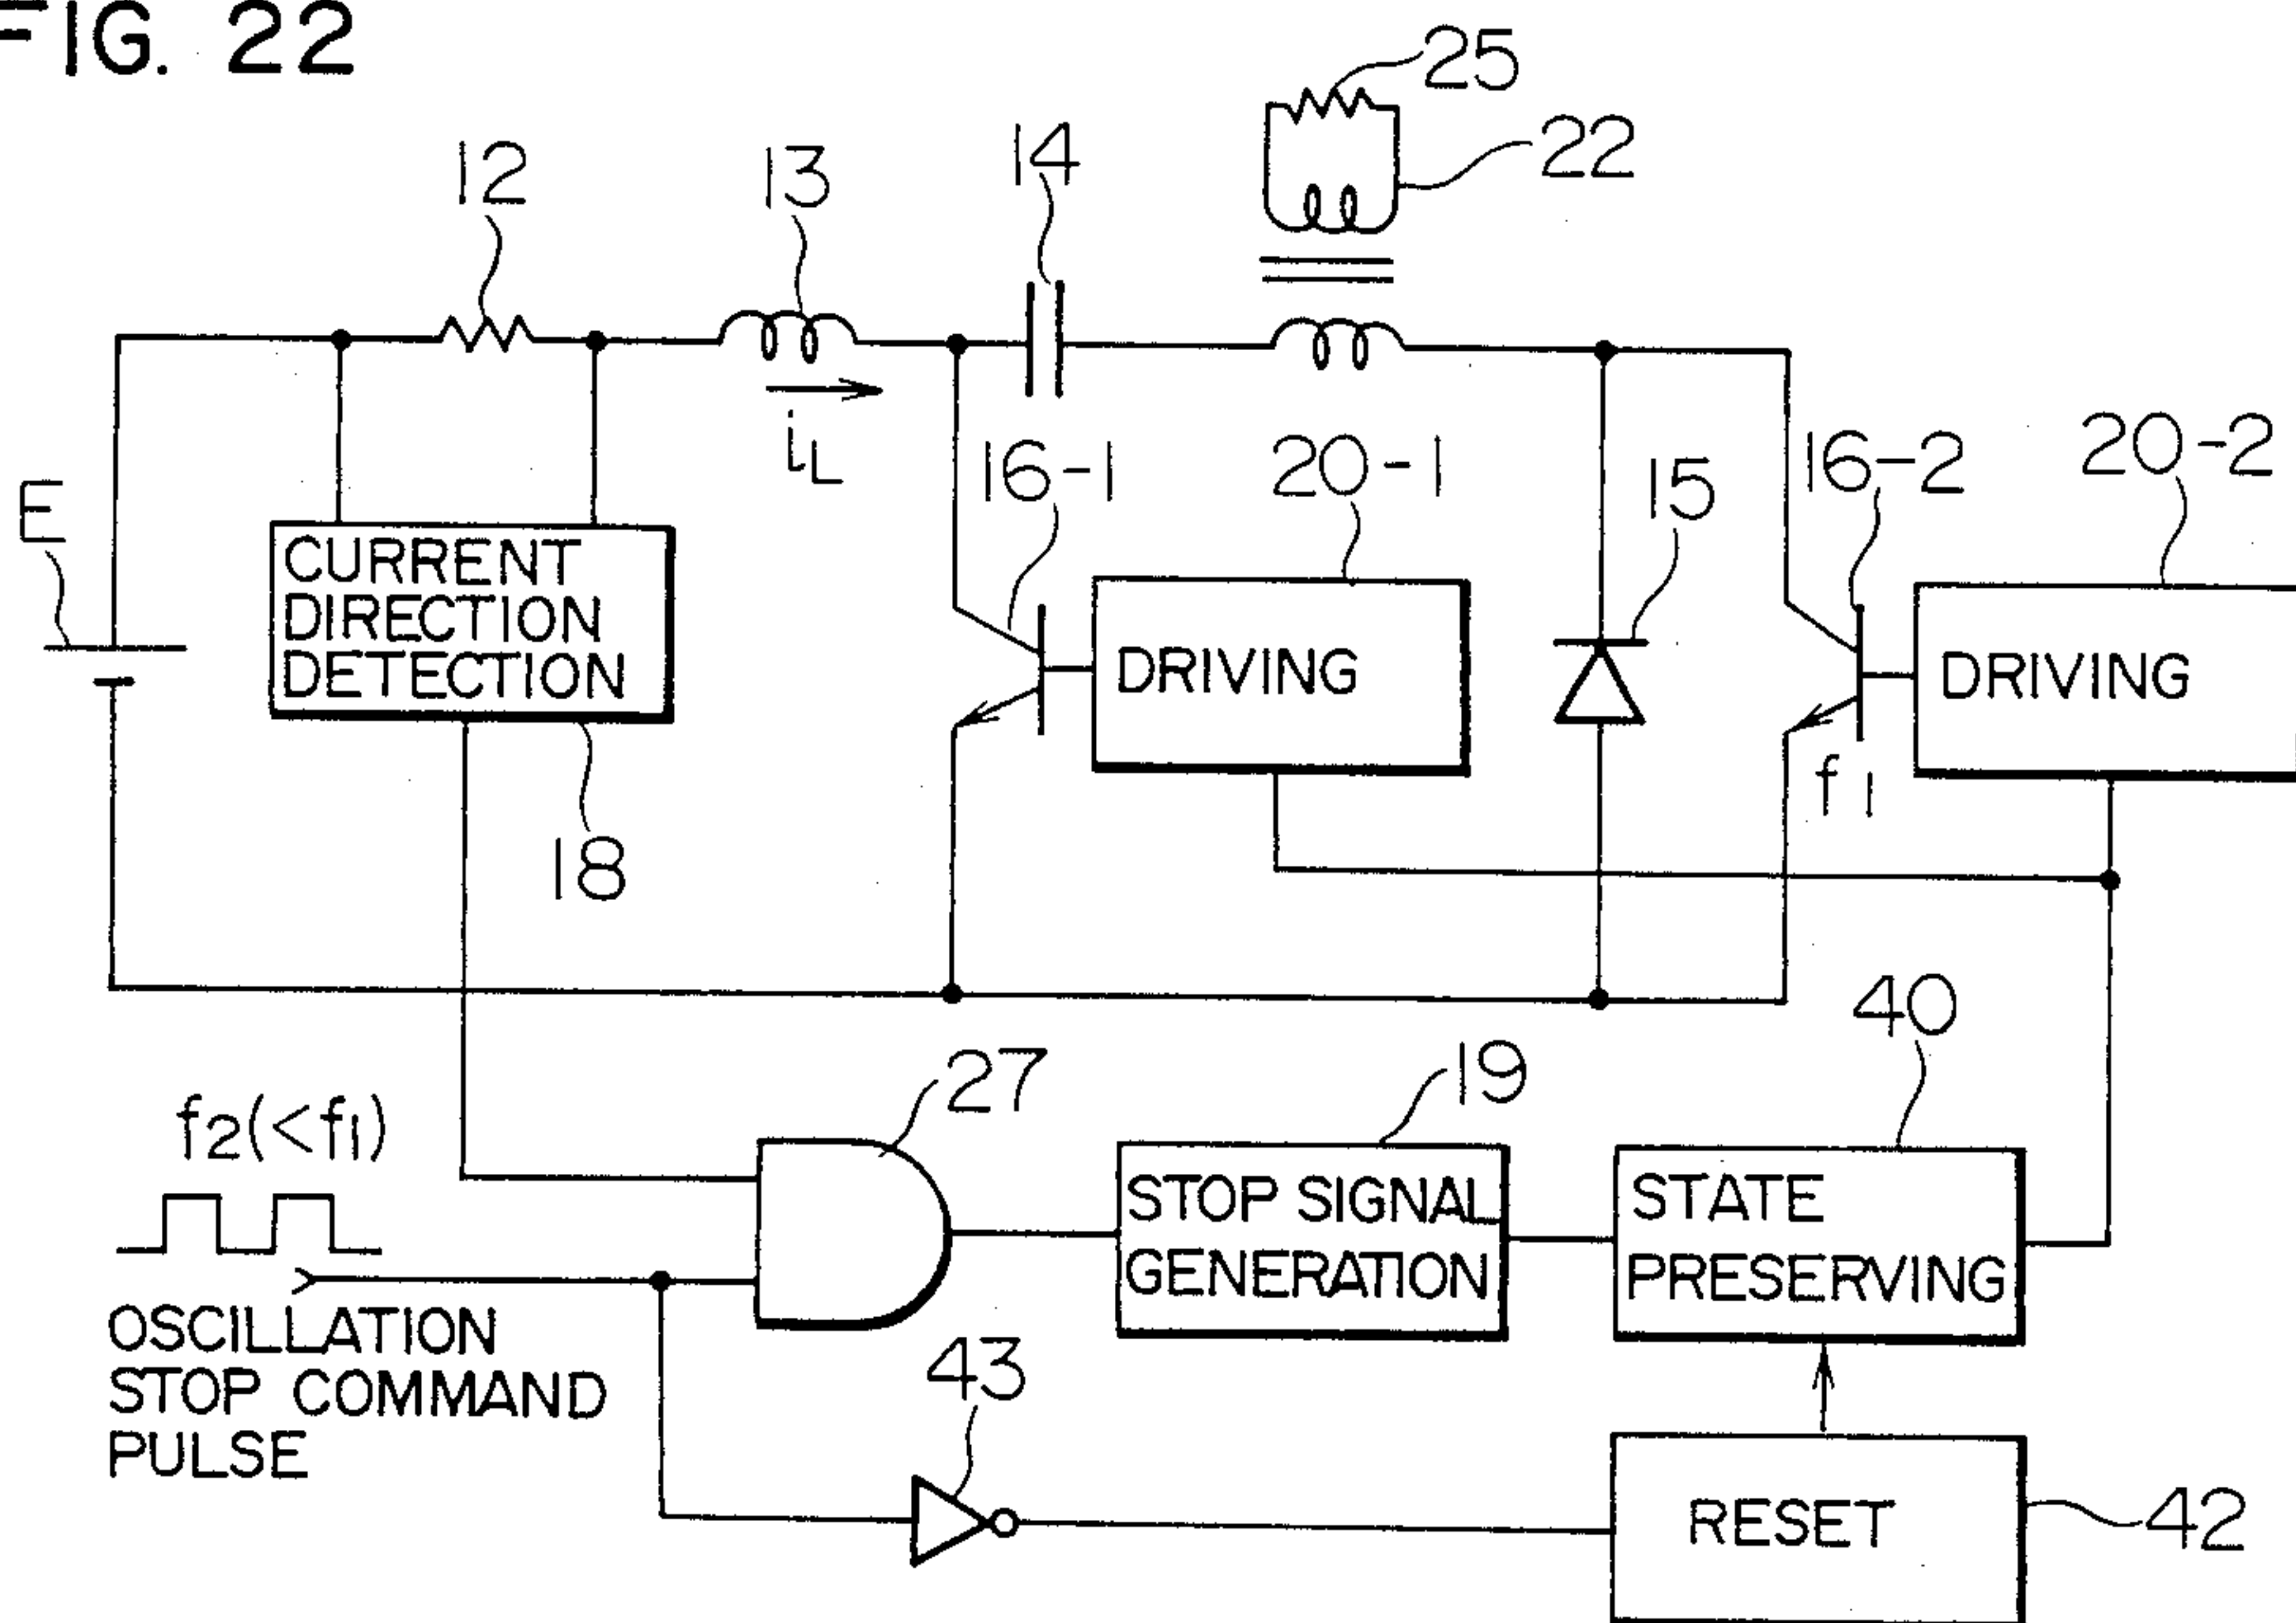 FIG. 22
25
22
12
13
14
iL
16-1
20-1
15
16-2
20-2
E
CURRENT
DIRECTION
DETECTION
DRIVING
DRIVING
f1
18
40
27
19
f2(<f1)
STOP SIGNAL
GENERATION
STATE
PRESERVING
OSCILLATION
STOP COMMAND
PULSE
43
RESET
42